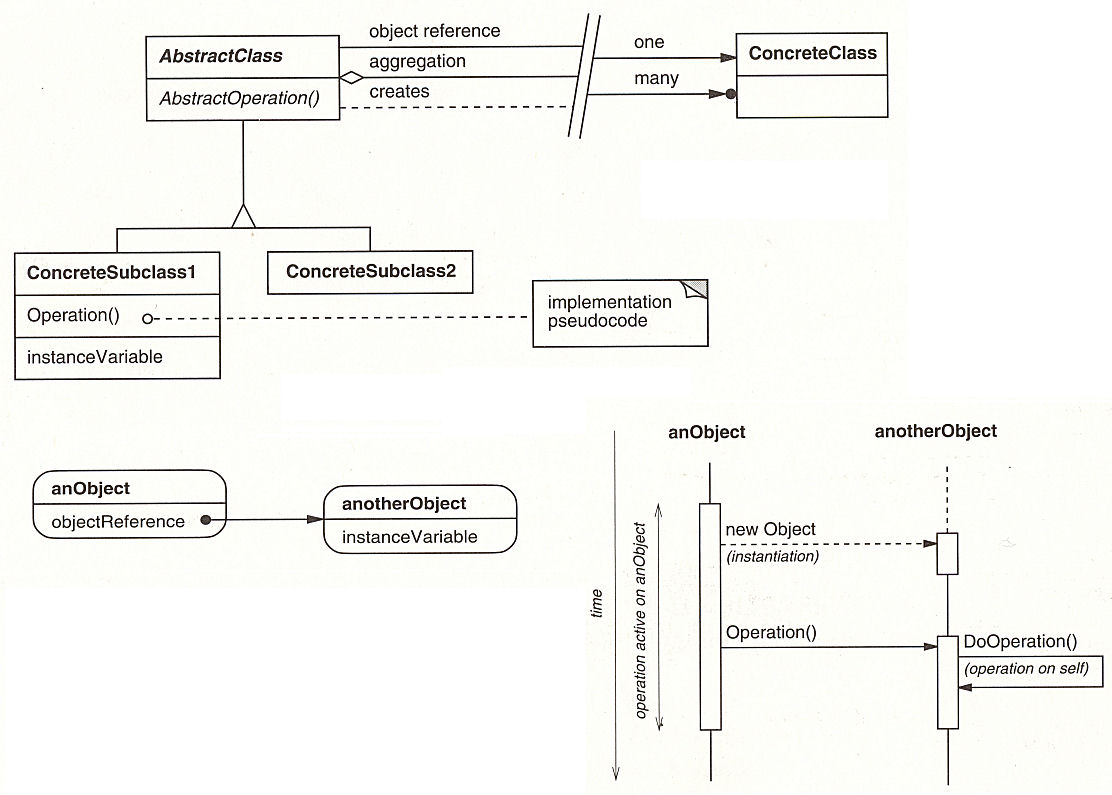 object reference
AbstractClass
aggregation
AbstractOperation()
creates
one
many
ConcreteClass
ConcreteSubclass1
Operation()
instanceVariable
ConcreteSubclass2
implementation
pseudocode
anObject
objectReference
anotherObject
instanceVariable
anObject
anotherObject
time
operation active on anObject
new Object
(instantiation)
Operation()
DoOperation()
(operation on self)